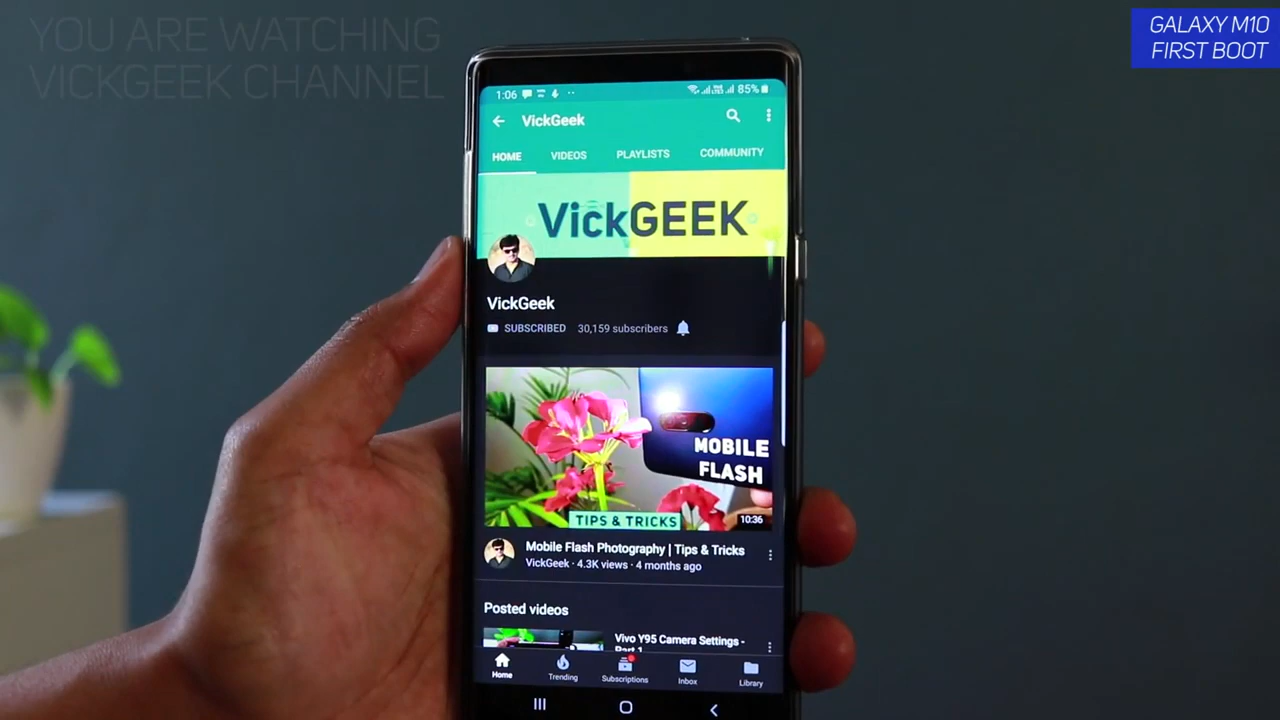 YOU ARE WATCHING
VICKGEEK CHANNEL
GALAXY M10
FIRST BOOT
1:06
85%
VickGeek
HOME VIDEOS PLAYLISTS COMMUNITY
VickGEEK
VickGeek
SUBSCRIBED 30,159 subscribers
MOBILE
FLASH
TIPS & TRICKS
10:36
Mobile Flash Photography | Tips & Tricks
VickGeek · 4.3K views · 4 months ago
Posted videos
Vivo Y95 Camera Settings -
Part 1
Home Trending Subscriptions Inbox Library